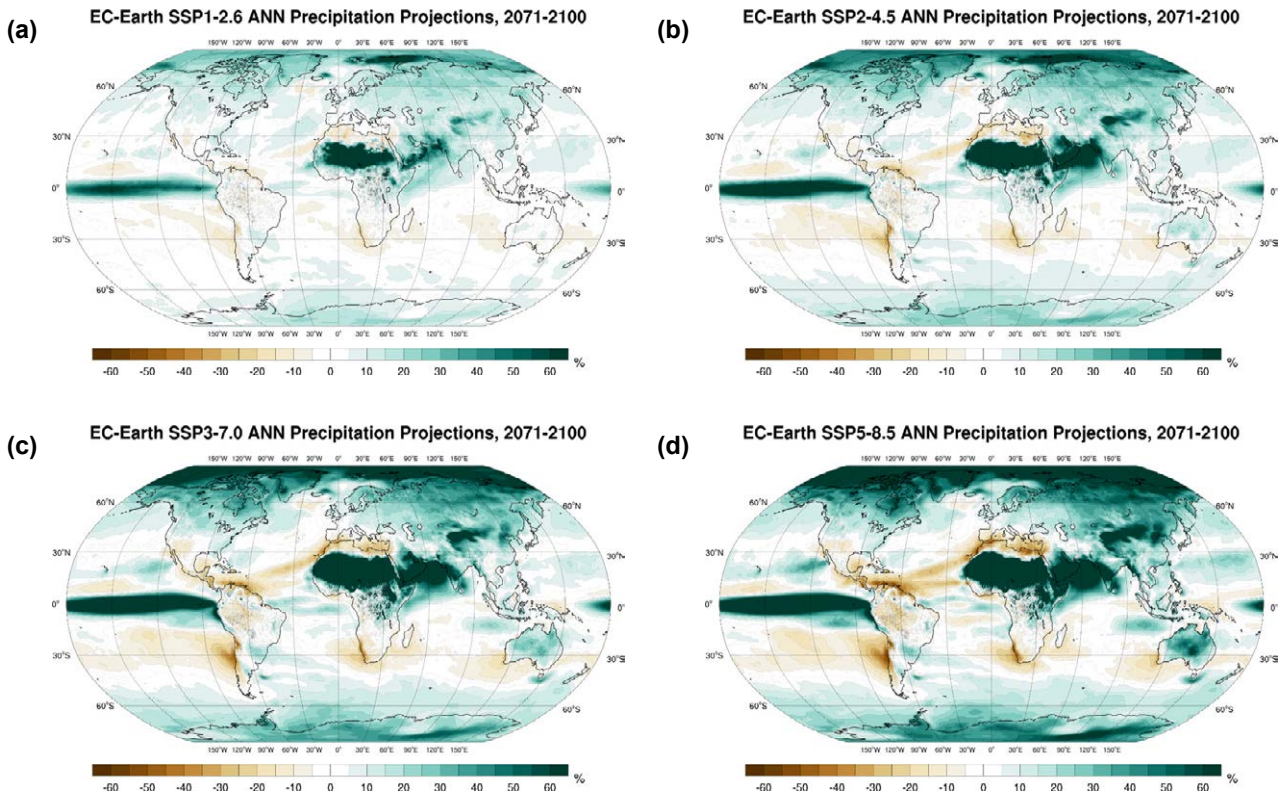 (a)
EC-Earth SSP1-2.6 ANN Precipitation Projections, 2071-2100
150°W 120°W 90°W 60°W 30°W 0° 30°E 60°E 90°E 120°E 150°E
60°N
30°N 30°N
0° 0°
30°S 30°S
60°S 60°S
150°W 120°W 90°W 60°W 30°W 0° 30°E 60°E 90°E 120°E 150°E
-60 -50 -40 -30 -20 -10 0 10 20 30 40 50 60 %
(b)
EC-Earth SSP2-4.5 ANN Precipitation Projections, 2071-2100
150°W 120°W 90°W 60°W 30°W 0° 30°E 60°E 90°E 120°E 150°E
60°N
30°N 30°N
0° 0°
30°S 30°S
60°S 60°S
150°W 120°W 90°W 60°W 30°W 0° 30°E 60°E 90°E 120°E 150°E
-60 -50 -40 -30 -20 -10 0 10 20 30 40 50 60 %
(c)
EC-Earth SSP3-7.0 ANN Precipitation Projections, 2071-2100
150°W 120°W 90°W 60°W 30°W 0° 30°E 60°E 90°E 120°E 150°E
60°N
30°N 30°N
0° 0°
30°S 30°S
60°S 60°S
150°W 120°W 90°W 60°W 30°W 0° 30°E 60°E 90°E 120°E 150°E
-60 -50 -40 -30 -20 -10 0 10 20 30 40 50 60 %
(d)
EC-Earth SSP5-8.5 ANN Precipitation Projections, 2071-2100
150°W 120°W 90°W 60°W 30°W 0° 30°E 60°E 90°E 120°E 150°E
60°N
30°N 30°N
0° 0°
30°S 30°S
60°S 60°S
150°W 120°W 90°W 60°W 30°W 0° 30°E 60°E 90°E 120°E 150°E
-60 -50 -40 -30 -20 -10 0 10 20 30 40 50 60 %